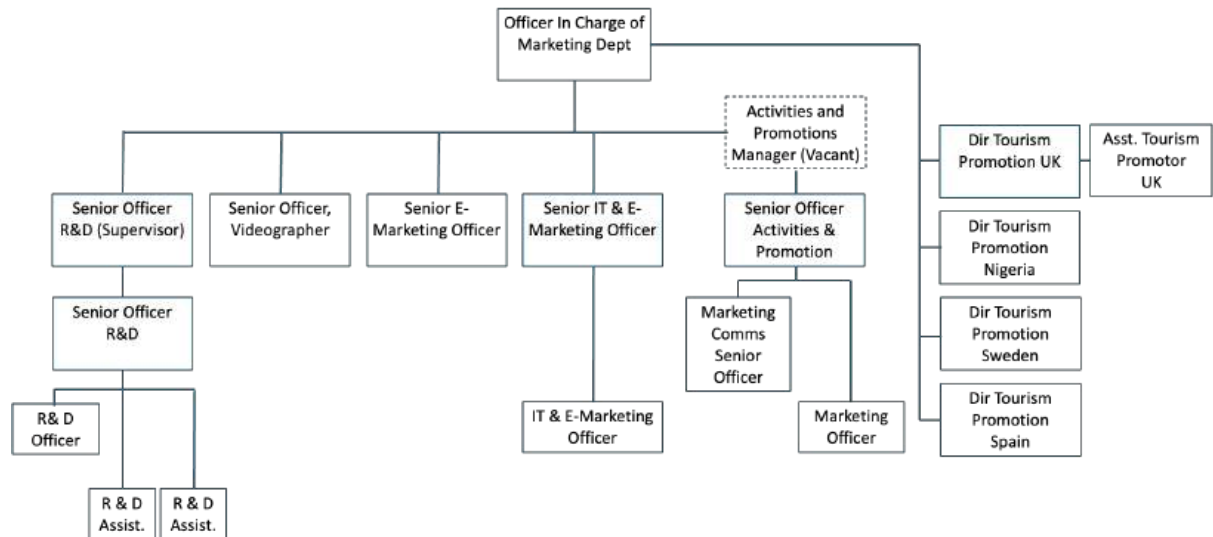 Officer In Charge of
Marketing Dept
Activities and
Promotions
Manager (Vacant)
Dir Tourism
Promotion UK
Asst. Tourism
Promotor
UK
Senior Officer
R&D (Supervisor)
Senior Officer,
Videographer
Senior E-
Marketing Officer
Senior IT & E-
Marketing Officer
Senior Officer
Activities &
Promotion
Dir Tourism
Promotion
Nigeria
Senior Officer
R&D
Marketing
Comms
Senior
Officer
Dir Tourism
Promotion
Sweden
R& D
Officer
IT & E-Marketing
Officer
Marketing
Officer
Dir Tourism
Promotion
Spain
R & D
Assist.
R & D
Assist.